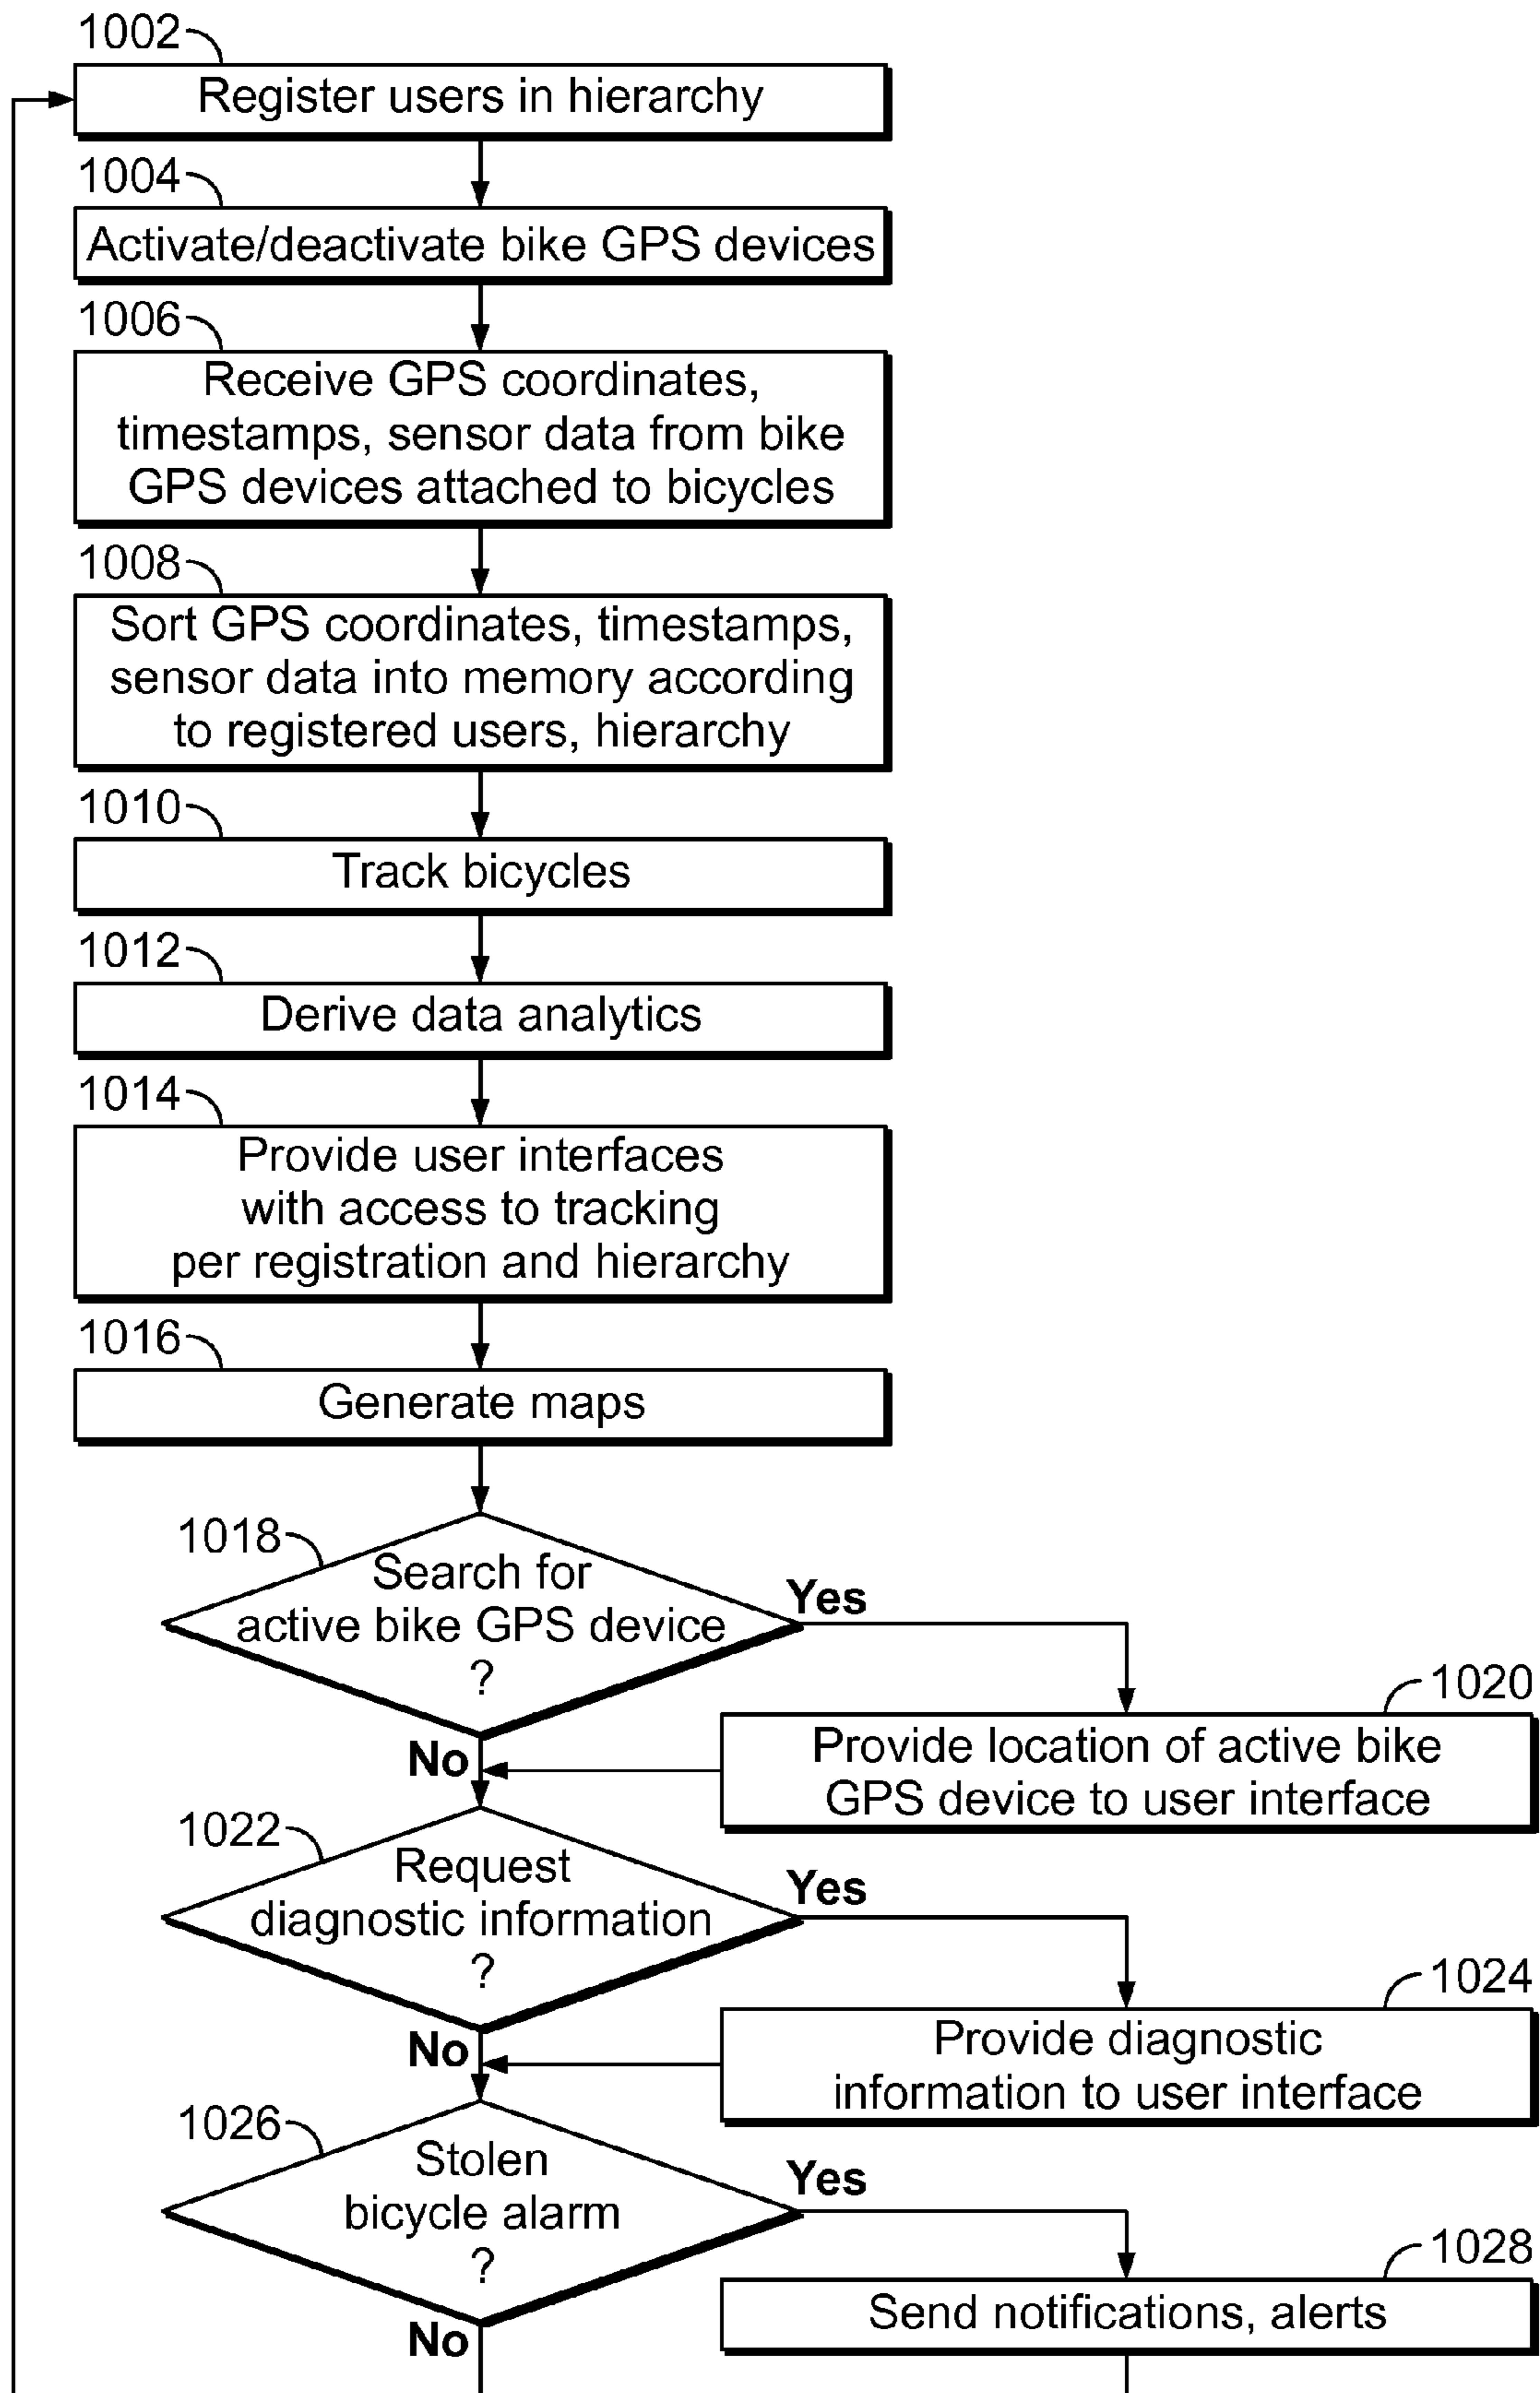 1002
Register users in hierarchy
1004
Activate/deactivate bike GPS devices
1006
Receive GPS coordinates,
timestamps, sensor data from bike
GPS devices attached to bicycles
1008
Sort GPS coordinates, timestamps,
sensor data into memory according
to registered users, hierarchy
1010
Track bicycles
1012
Derive data analytics
1014
Provide user interfaces
with access to tracking
per registration and hierarchy
1016
Generate maps
1018
Search for
active bike GPS device
?
Yes
No
1020
Provide location of active bike
GPS device to user interface
1022
Request
diagnostic information
?
Yes
No
1024
Provide diagnostic
information to user interface
1026
Stolen
bicycle alarm
?
Yes
No
1028
Send notifications, alerts